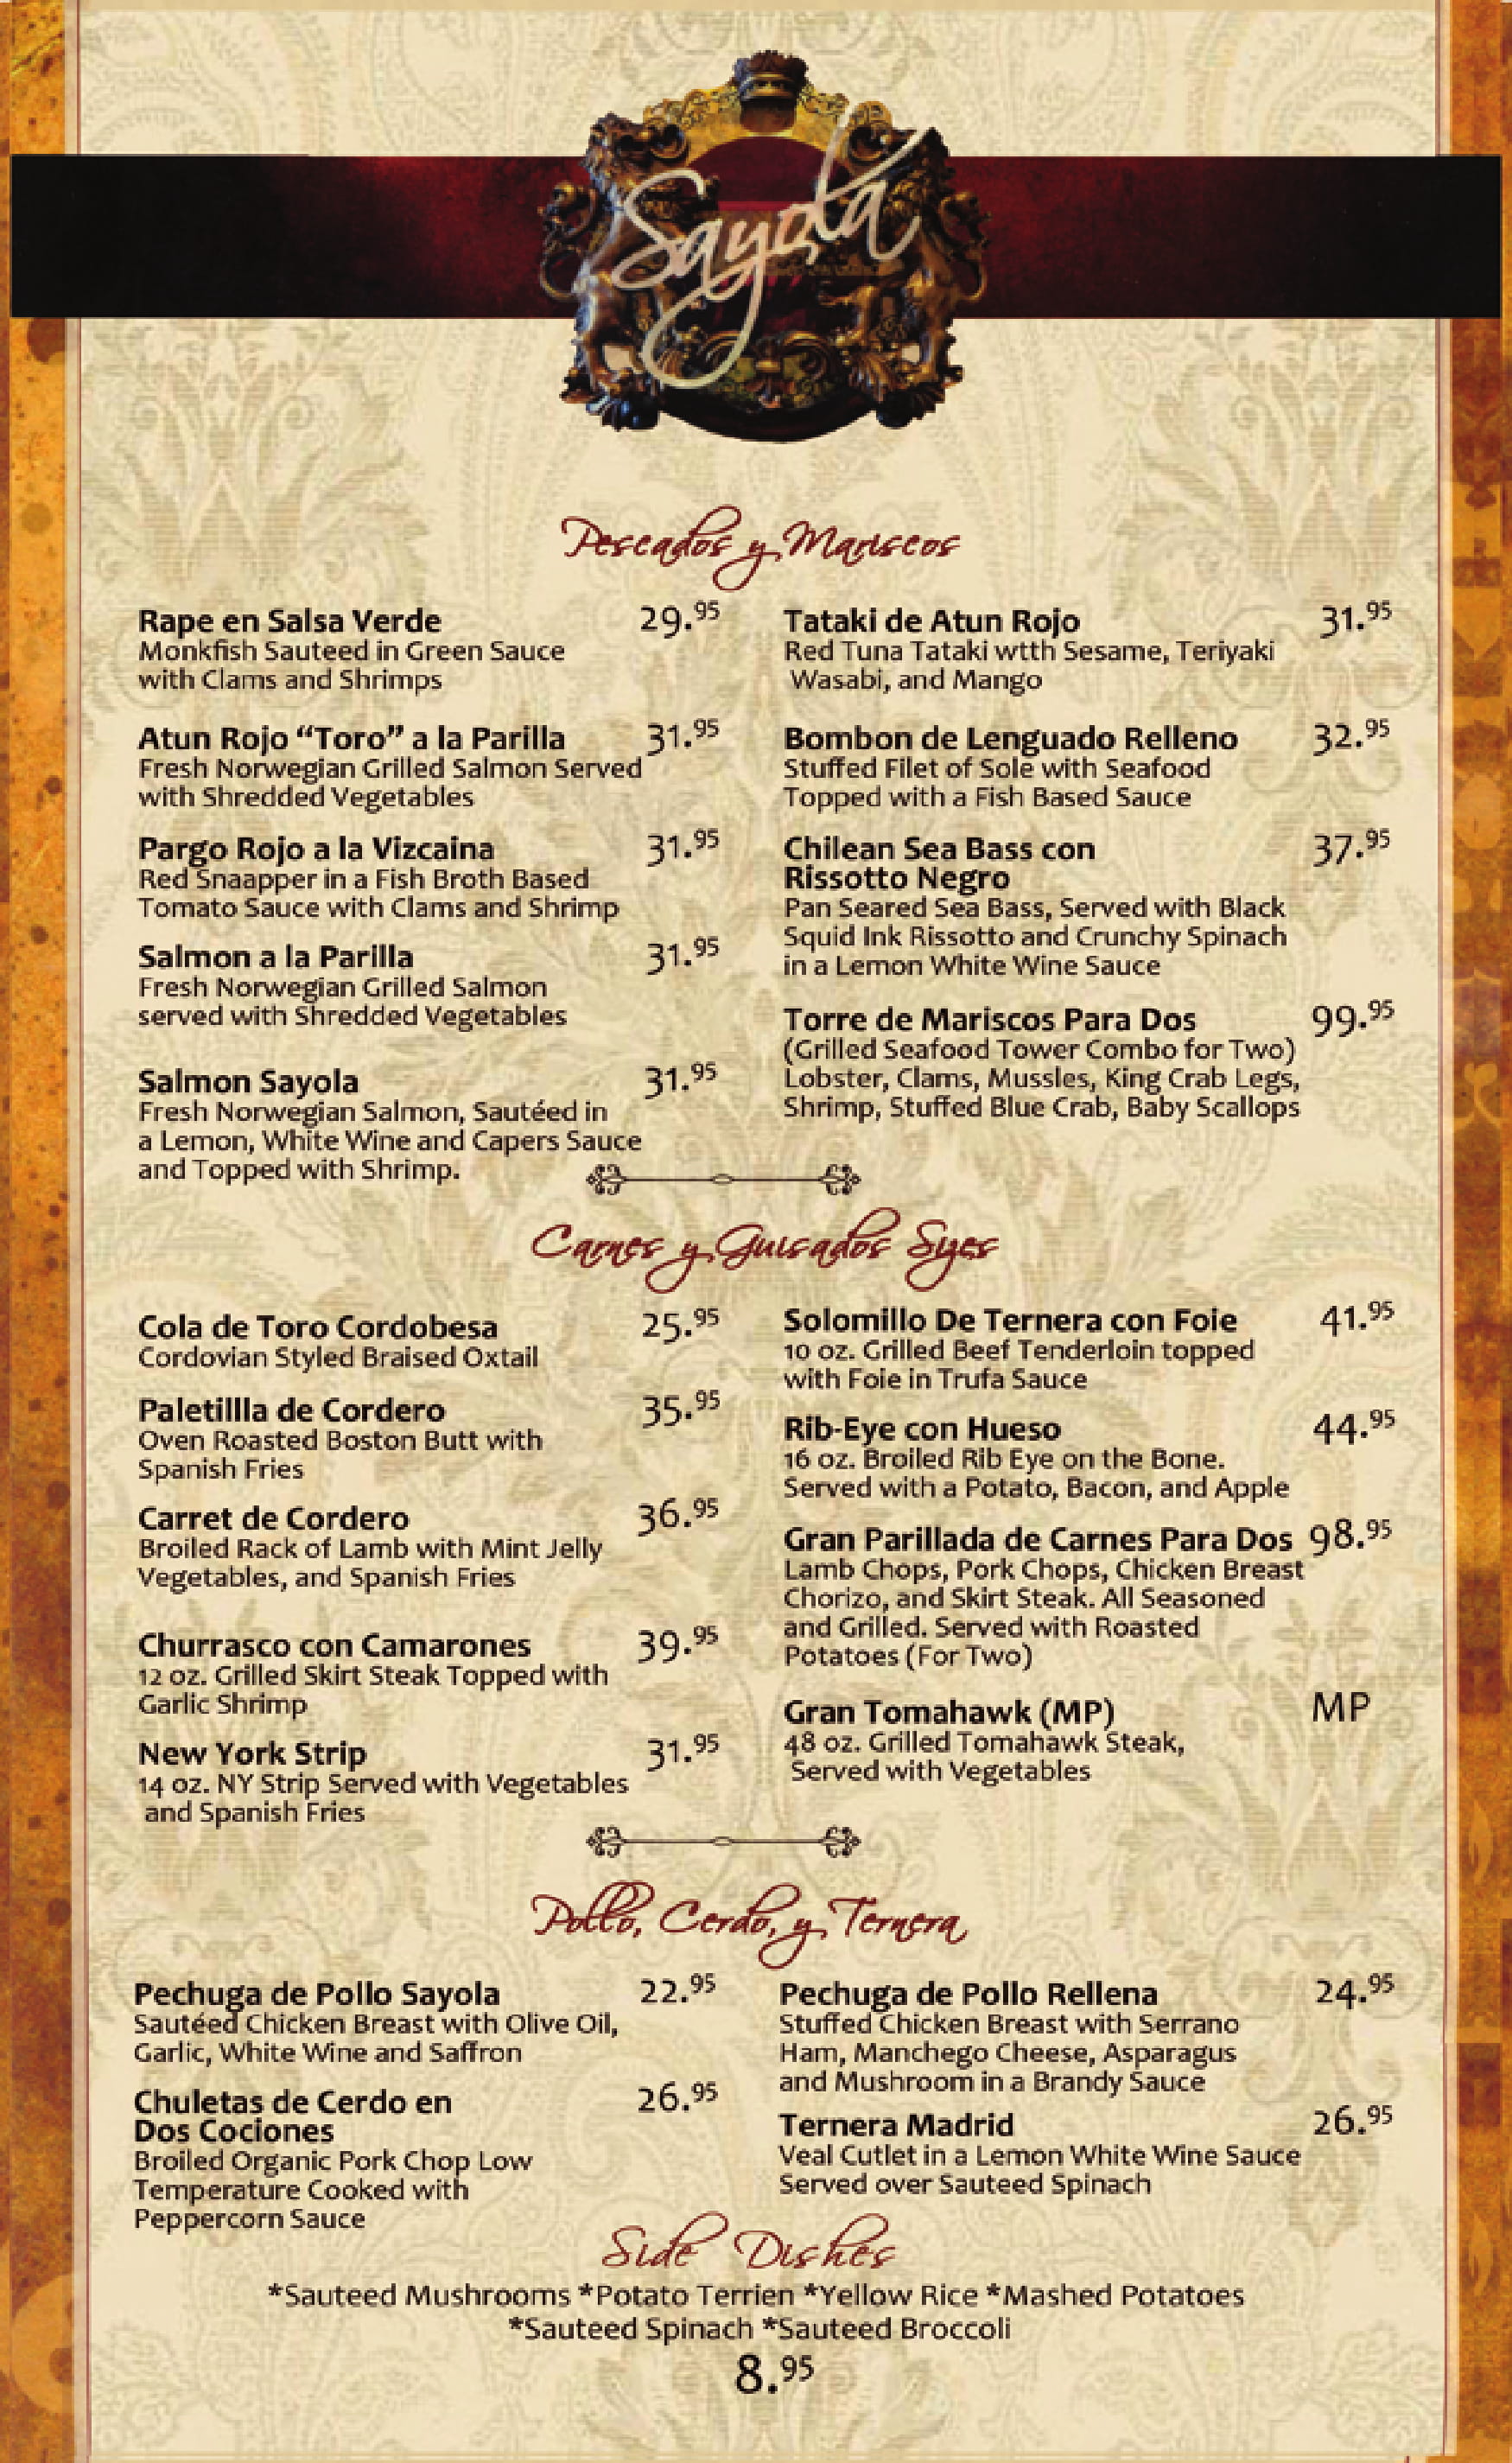 Sayola
Pescados y Mariscos
Rape en Salsa Verde 29.95
Monkfish Sauteed in Green Sauce
with Clams and Shrimps
Atun Rojo “Toro” a la Parilla 31.95
Fresh Norwegian Grilled Salmon Served
with Shredded Vegetables
Pargo Rojo a la Vizcaina 31.95
Red Snaapper in a Fish Broth Based
Tomato Sauce with Clams and Shrimp
Salmon a la Parilla 31.95
Fresh Norwegian Grilled Salmon
served with Shredded Vegetables
Salmon Sayola 31.95
Fresh Norwegian Salmon, Sautéed in
a Lemon, White Wine and Capers Sauce
and Topped with Shrimp.
Tataki de Atun Rojo 31.95
Red Tuna Tataki wtth Sesame, Teriyaki
Wasabi, and Mango
Bombon de Lenguado Relleno 32.95
Stuffed Filet of Sole with Seafood
Topped with a Fish Based Sauce
Chilean Sea Bass con 37.95
Rissotto Negro
Pan Seared Sea Bass, Served with Black
Squid Ink Rissotto and Crunchy Spinach
in a Lemon White Wine Sauce
Torre de Mariscos Para Dos 99.95
(Grilled Seafood Tower Combo for Two)
Lobster, Clams, Mussles, King Crab Legs,
Shrimp, Stuffed Blue Crab, Baby Scallops
Carnes y Guisados Syes
Cola de Toro Cordobesa 25.95
Cordovian Styled Braised Oxtail
Paletillla de Cordero 35.95
Oven Roasted Boston Butt with
Spanish Fries
Carret de Cordero 36.95
Broiled Rack of Lamb with Mint Jelly
Vegetables, and Spanish Fries
Churrasco con Camarones 39.95
12 oz. Grilled Skirt Steak Topped with
Garlic Shrimp
New York Strip 31.95
14 oz. NY Strip Served with Vegetables
and Spanish Fries
Solomillo De Ternera con Foie 41.95
10 oz. Grilled Beef Tenderloin topped
with Foie in Trufa Sauce
Rib-Eye con Hueso 44.95
16 oz. Broiled Rib Eye on the Bone.
Served with a Potato, Bacon, and Apple
Gran Parillada de Carnes Para Dos 98.95
Lamb Chops, Pork Chops, Chicken Breast
Chorizo, and Skirt Steak. All Seasoned
and Grilled. Served with Roasted
Potatoes (For Two)
Gran Tomahawk (MP) MP
48 oz. Grilled Tomahawk Steak,
Served with Vegetables
Pollo, Cerdo, y Ternera
Pechuga de Pollo Sayola 22.95
Sautéed Chicken Breast with Olive Oil,
Garlic, White Wine and Saffron
Chuletas de Cerdo en 26.95
Dos Cociones
Broiled Organic Pork Chop Low
Temperature Cooked with
Peppercorn Sauce
Pechuga de Pollo Rellena 24.95
Stuffed Chicken Breast with Serrano
Ham, Manchego Cheese, Asparagus
and Mushroom in a Brandy Sauce
Ternera Madrid 26.95
Veal Cutlet in a Lemon White Wine Sauce
Served over Sauteed Spinach
Side Dishes
*Sauteed Mushrooms *Potato Terrien *Yellow Rice *Mashed Potatoes
*Sauteed Spinach *Sauteed Broccoli
8.95